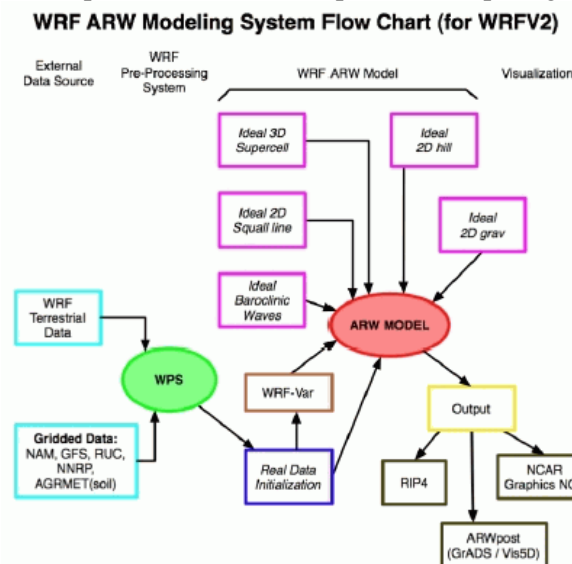 WRF ARW Modeling System Flow Chart (for WRFV2)
External
Data Source
WRF
Pre-Processing
System
WRF ARW Model
Visualization
Ideal 3D
Supercell
Ideal
2D hill
Ideal 2D
Squall line
Ideal
2D grav
Ideal
Baroclinic
Waves
WRF
Terrestrial
Data
ARW MODEL
WPS
WRF-Var
Output
Gridded Data:
NAM, GFS, RUC,
NNRP,
AGRMET(soil)
Real Data
Initialization
RIP4
NCAR
Graphics NC
ARWpost
(GrADS / Vis5D)